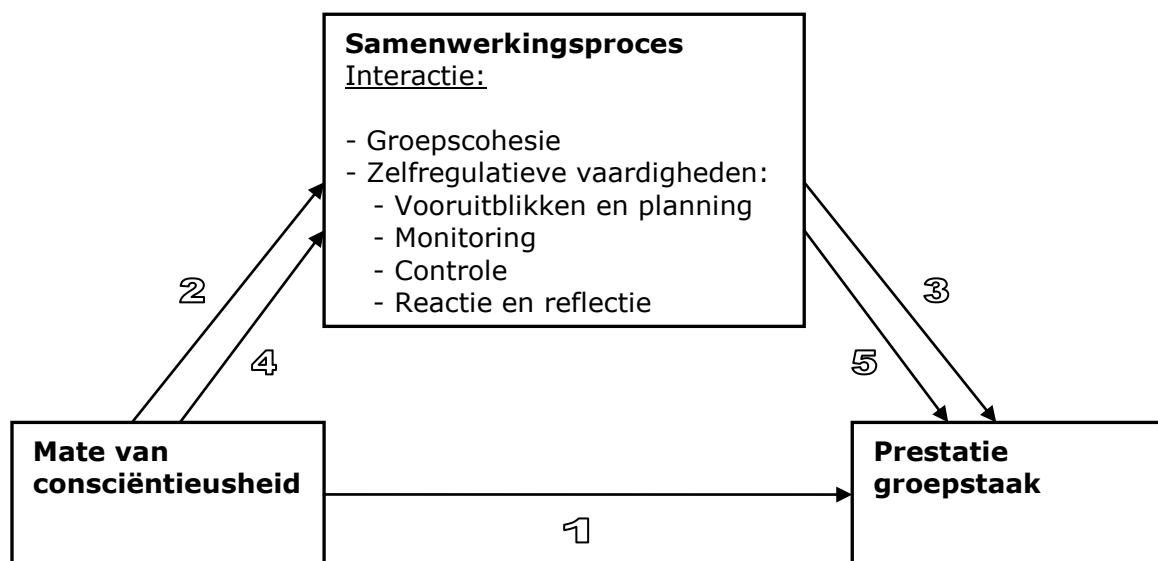 Samenwerkingsproces
Interactie:
- Groepscohesie
- Zelfregulatieve vaardigheden:
- Vooruitblikken en planning
- Monitoring
- Controle
- Reactie en reflectie
2
3
4
5
Mate van
consciëntieusheid
Prestatie
groepstaak
1